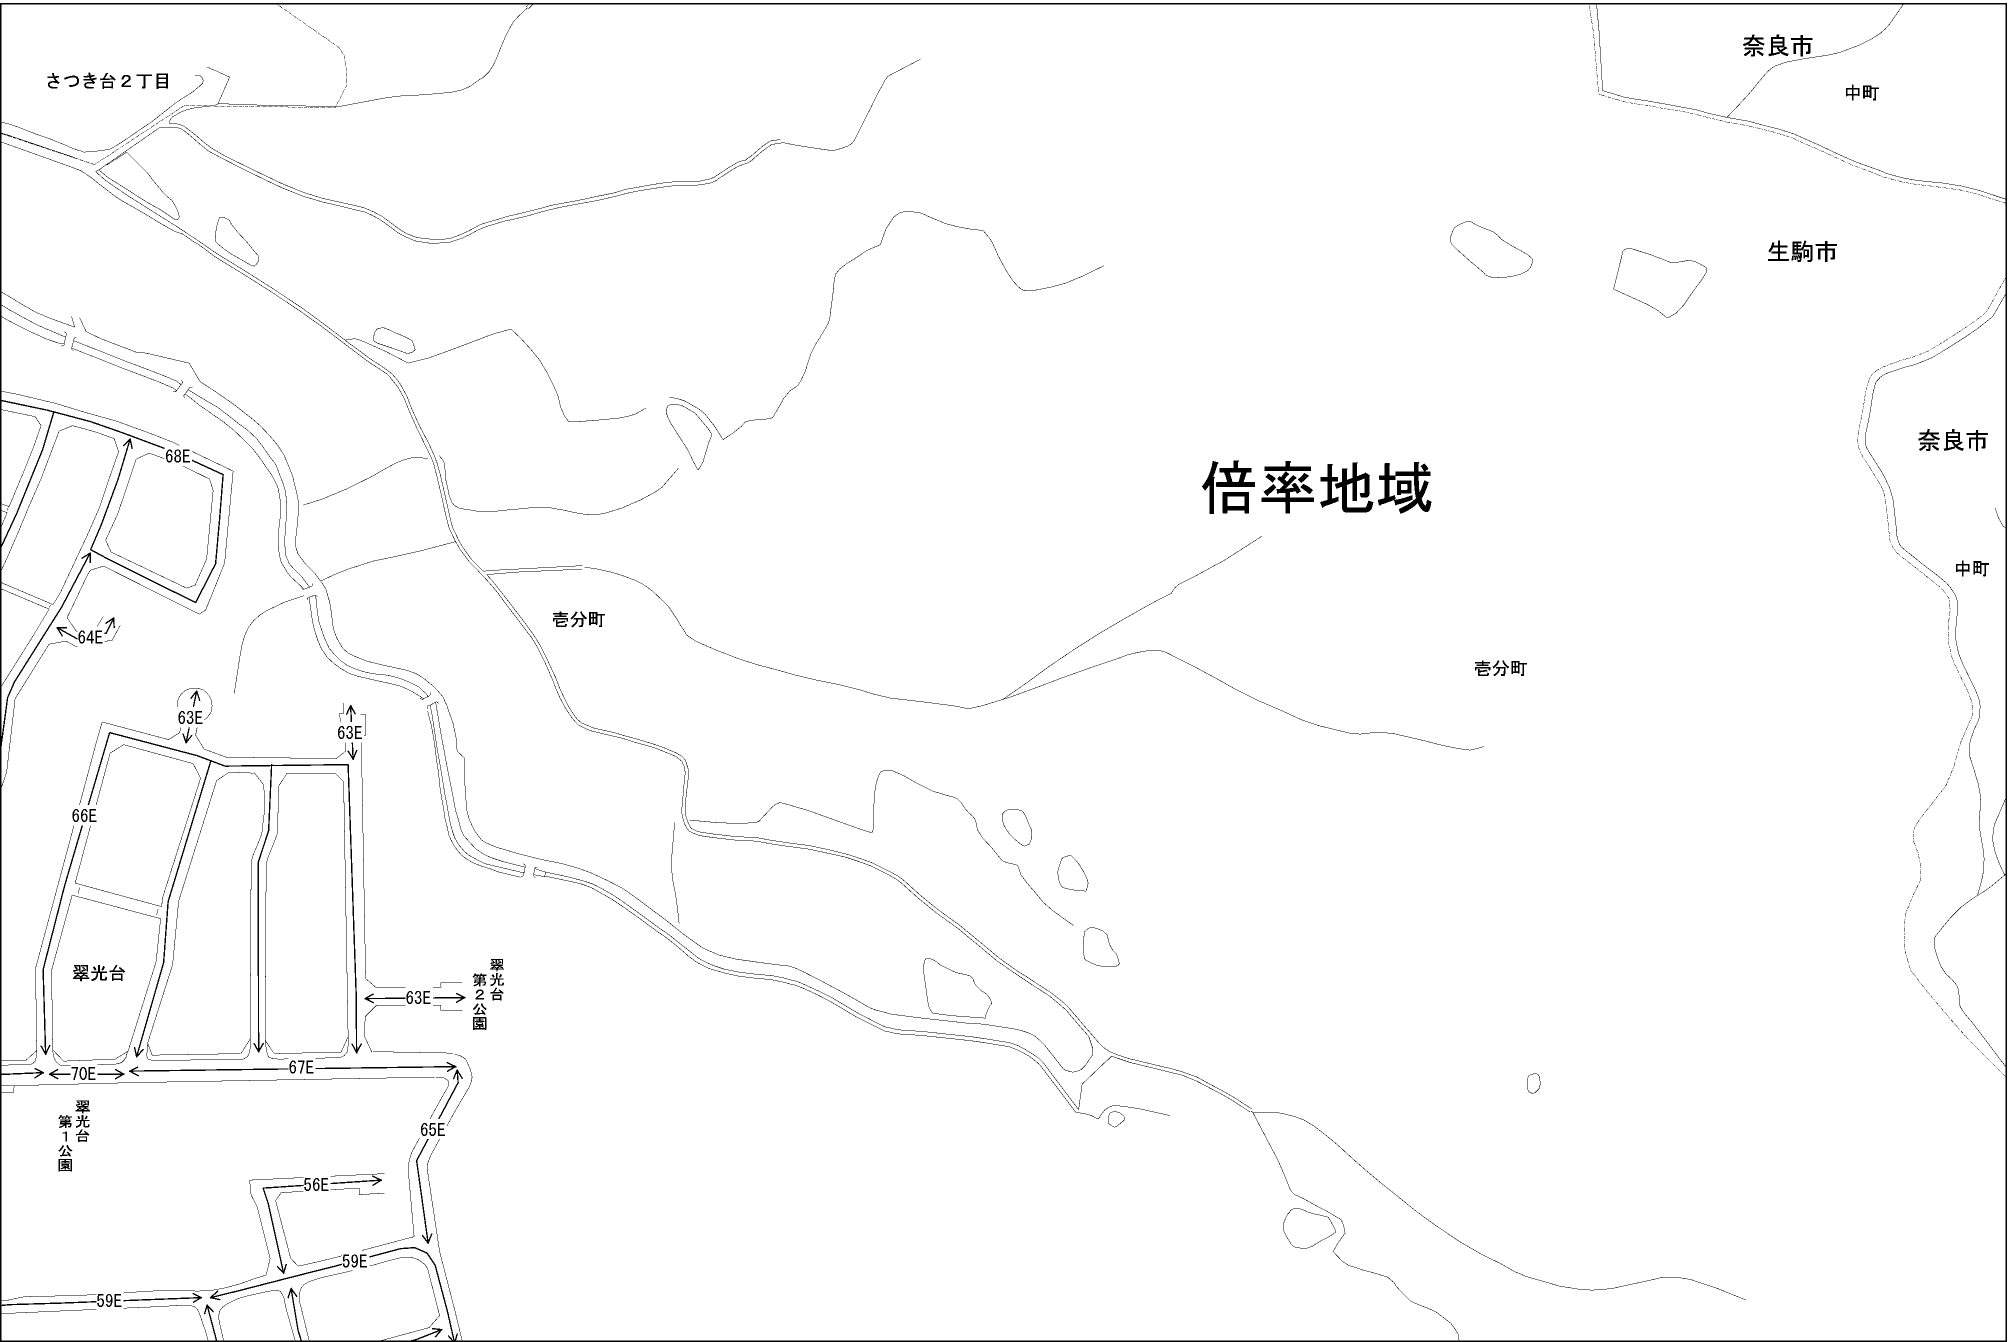 奈良市
さつき台２丁目
中町
生駒市
奈良市
68E
倍率地域
中町
壱分町
64E
壱分町
63E
63E
66E
翠光台
翠光台
第２公園
63E
67E
70E
翠光台
第１公園
65E
56E
59E
59E